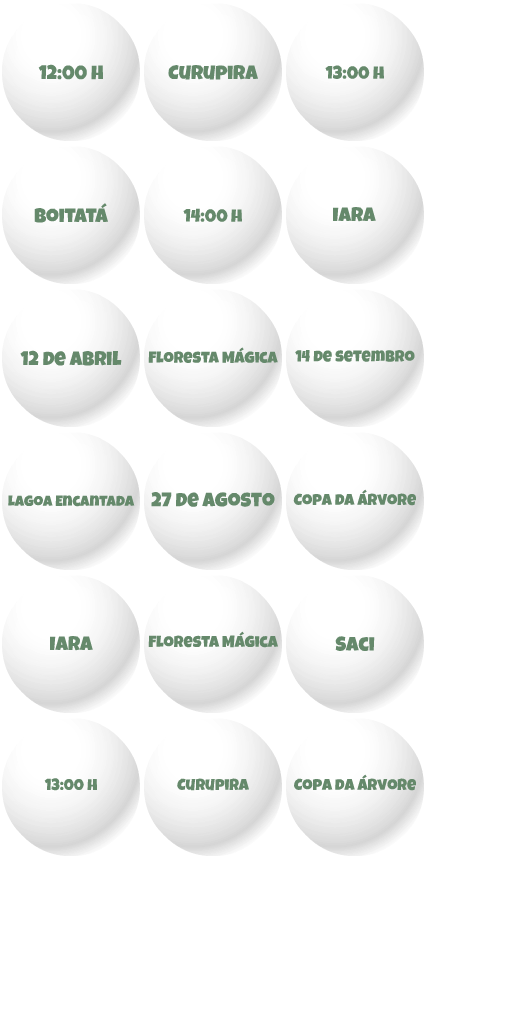 12:00 H
CURUPIRA
13:00 H
BOITATÁ
14:00 H
IARA
12 De ABRIL
FLOReSTA MÁGICA
14 De SeTemBRO
LAGOA EnCAnTADA
27 De AGOSTO
COPA DA ÁRVORe
IARA
FLOReSTA MÁGICA
SACI
13:00 H
CURUPIRA
COPA DA ÁRVORe